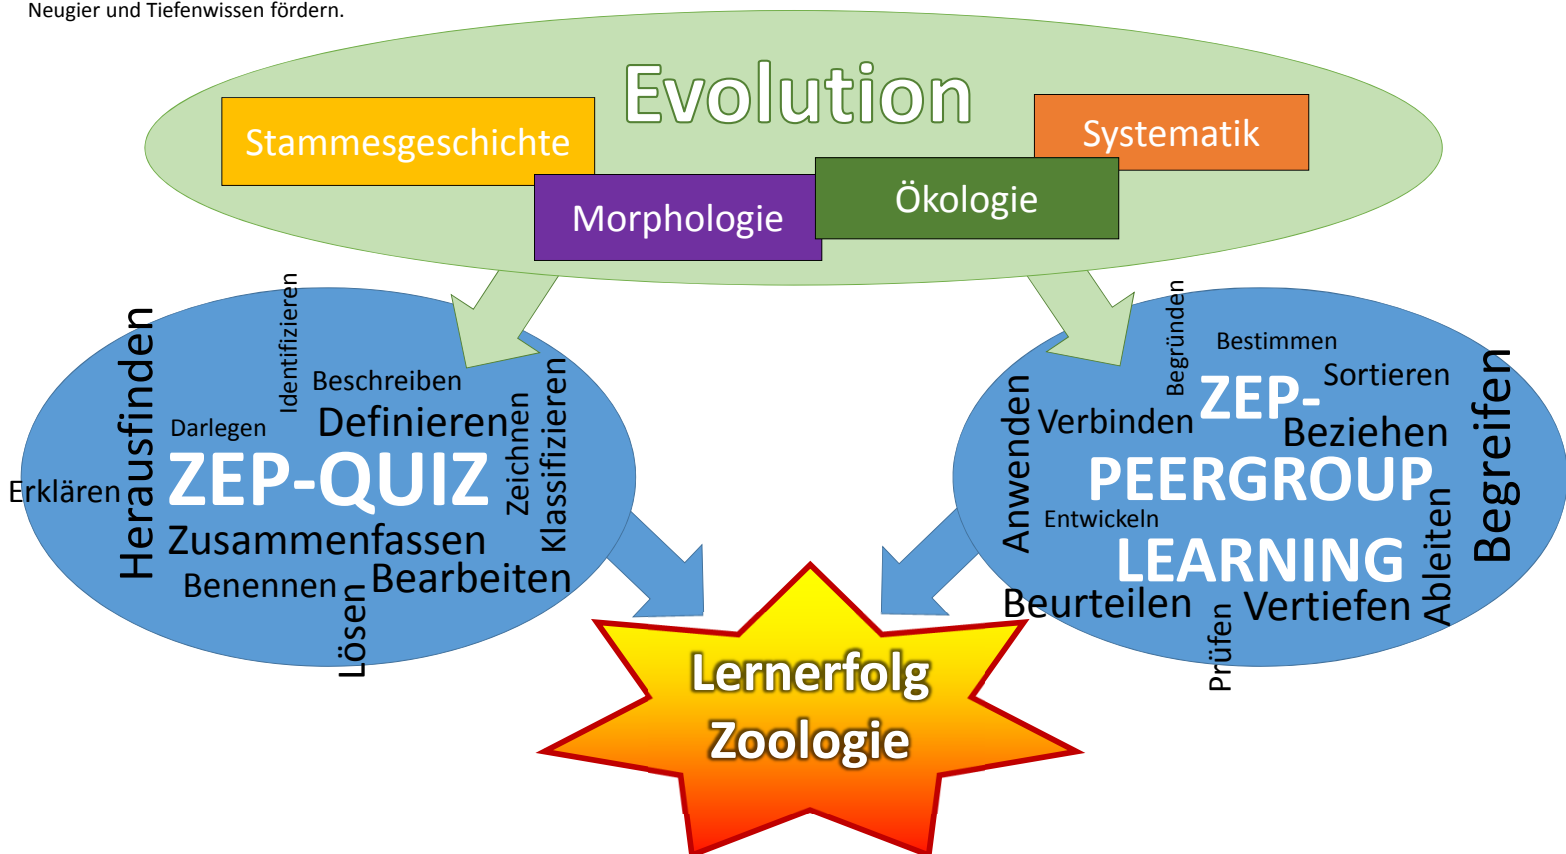 Neugier und Tiefenwissen fördern.
Evolution
Stammesgeschichte
Systematik
Morphologie
Ökologie
Herausfinden
Identifizieren
Beschreiben
Darlegen
Definieren
Zeichnen
Klassifizieren
Erklären
ZEP-QUIZ
Zusammenfassen
Benennen
Bearbeiten
Lösen
Begründen
Bestimmen
Sortieren
Anwenden
Verbinden
ZEP-
Beziehen
Begreifen
PEERGROUP
Entwickeln
LEARNING
Ableiten
Beurteilen
Vertiefen
Prüfen
Lernerfolg
Zoologie